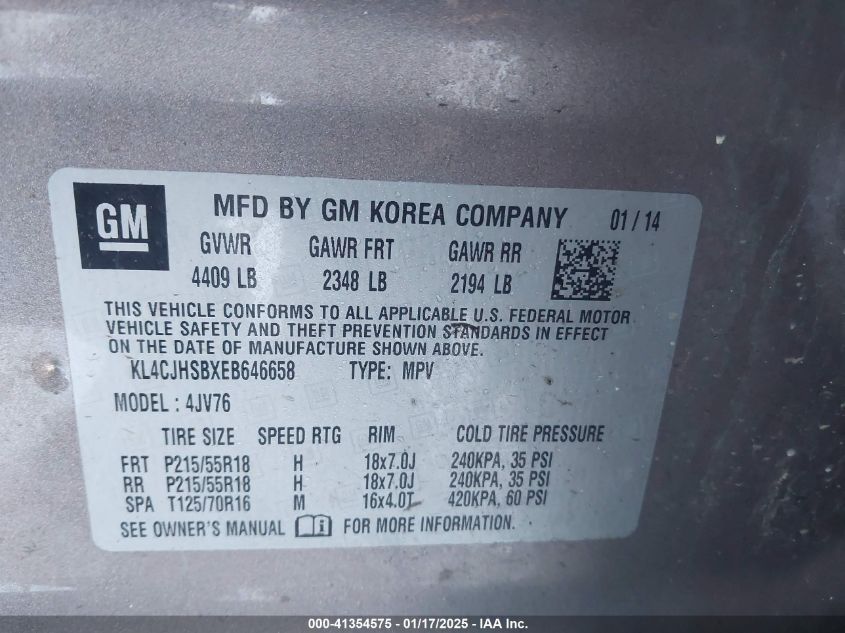 GM
MFD BY GM KOREA COMPANY 01 / 14
GVWR GAWR FRT GAWR RR
4409 LB 2348 LB 2194 LB
THIS VEHICLE CONFORMS TO ALL APPLICABLE U.S. FEDERAL MOTOR
VEHICLE SAFETY AND THEFT PREVENTION STANDARDS IN EFFECT
ON THE DATE OF MANUFACTURE SHOWN ABOVE.
KL4CJHSBXEB646658 TYPE: MPV
MODEL : 4JV76
TIRE SIZE SPEED RTG RIM COLD TIRE PRESSURE
FRT P215/55R18 H 18x7.0J 240KPA, 35 PSI
RR P215/55R18 H 18x7.0J 240KPA, 35 PSI
SPA T125/70R16 M 16x4.0T 420KPA, 60 PSI
SEE OWNER'S MANUAL FOR MORE INFORMATION.
000-41354575 - 01/17/2025 - IAA Inc.